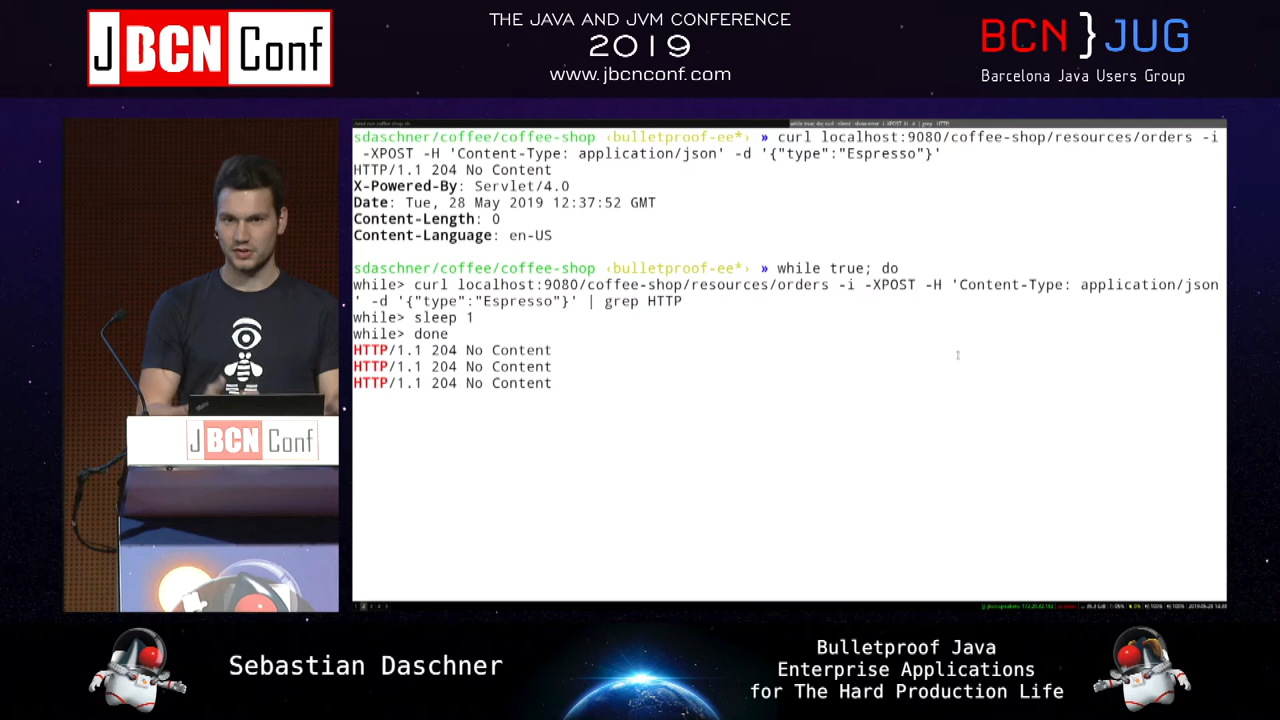 J BCN Conf
THE JAVA AND JVM CONFERENCE
2019
www.jbcnconf.com
BCN}JUG
Barcelona Java Users Group
sdaschner/coffee/coffee-shop ‹bulletproof-ee*› » curl localhost:9080/coffee-shop/resources/orders -i
-XPOST -H 'Content-Type: application/json' -d '{"type":"Espresso"}'
HTTP/1.1 204 No Content
X-Powered-By: Servlet/4.0
Date: Tue, 28 May 2019 12:37:52 GMT
Content-Length: 0
Content-Language: en-US
sdaschner/coffee/coffee-shop ‹bulletproof-ee*› » while true; do
while> curl localhost:9080/coffee-shop/resources/orders -i -XPOST -H 'Content-Type: application/json
' -d '{"type":"Espresso"}' | grep HTTP
while> sleep 1
while> done
HTTP/1.1 204 No Content
HTTP/1.1 204 No Content
HTTP/1.1 204 No Content
J BCN Conf
Sebastian Daschner
Bulletproof Java
Enterprise Applications
for The Hard Production Life